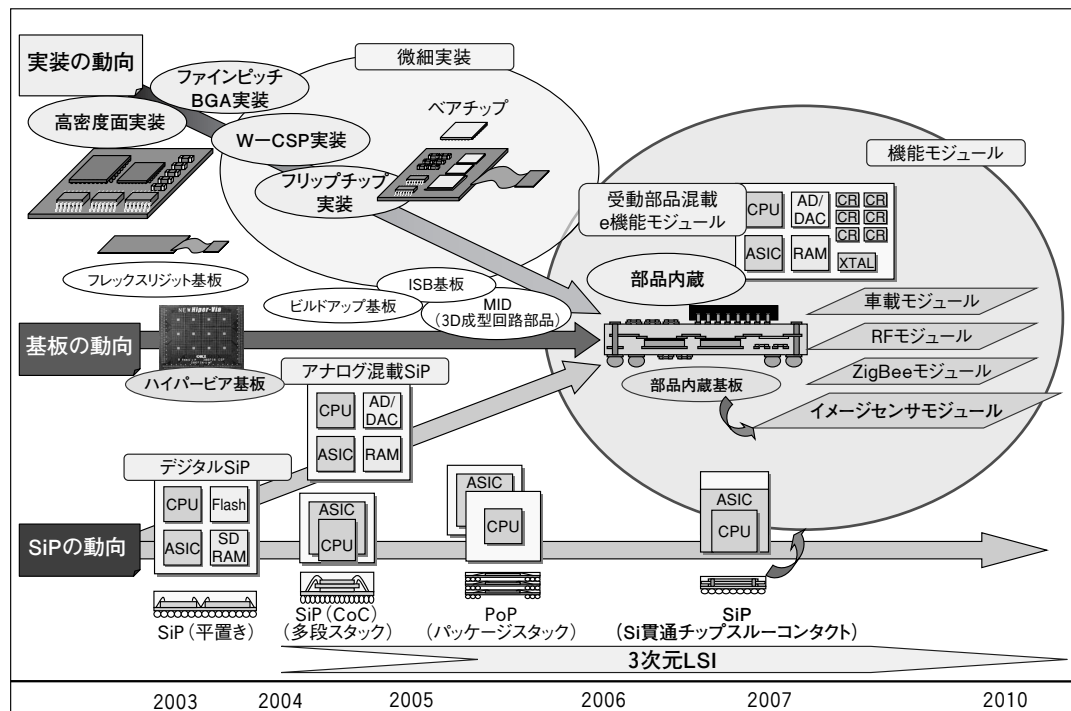 実装の動向
ファインピッチ
BGA実装
高密度面実装
W－CSP実装
フリップチップ
実装
微細実装
ベアチップ
機能モジュール
受動部品混載
e機能モジュール
CPU
AD/
DAC
CR CR
CR CR
CR CR
ASIC
RAM
XTAL
部品内蔵
フレックスリジット基板
ISB基板
ビルドアップ基板
MID
(3D成型回路部品)
車載モジュール
RFモジュール
ZigBeeモジュール
イメージセンサモジュール
部品内蔵基板
基板の動向
NEW Hiper-Via
ハイパービア基板
アナログ混載SiP
CPU
AD/
DAC
ASIC
RAM
デジタルSiP
CPU
Flash
ASIC
SD
RAM
SiPの動向
ASIC
CPU
ASIC
CPU
ASIC
CPU
SiP（平置き）
SiP（CoC）
（多段スタック）
PoP
（パッケージスタック）
SiP
（Si貫通チップスルーコンタクト）
3次元LSI
2003
2004
2005
2006
2007
2010